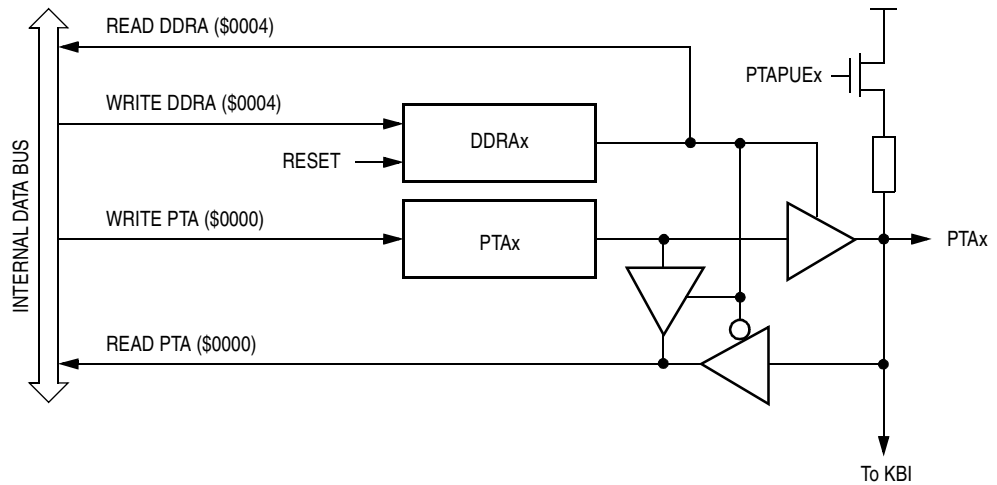 READ DDRA ($0004)
PTAPUEx
WRITE DDRA ($0004)
DDRAx
RESET
INTERNAL DATA BUS
WRITE PTA ($0000)
PTAx
PTAx
READ PTA ($0000)
To KBI